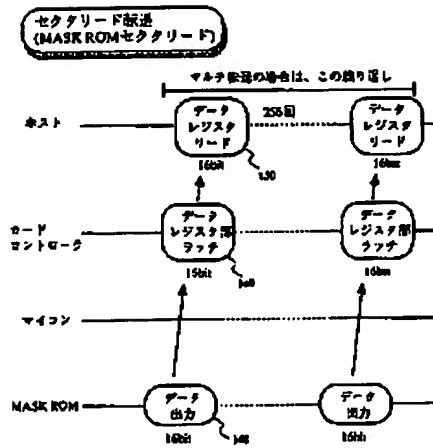 セクタリード転送
(MASK ROMセクタリード)
マルチ転送の場合は、この繰り返し
ホスト
データ
レジスタ
リード
256回
データ
レジスタ
リード
16bit
150
16bit
カード
コントローラ
データ
レジスタ部
ラッチ
データ
レジスタ部
ラッチ
16bit
16bit
マイコン
MASK ROM
データ
出力
データ
出力
16bit
16bit